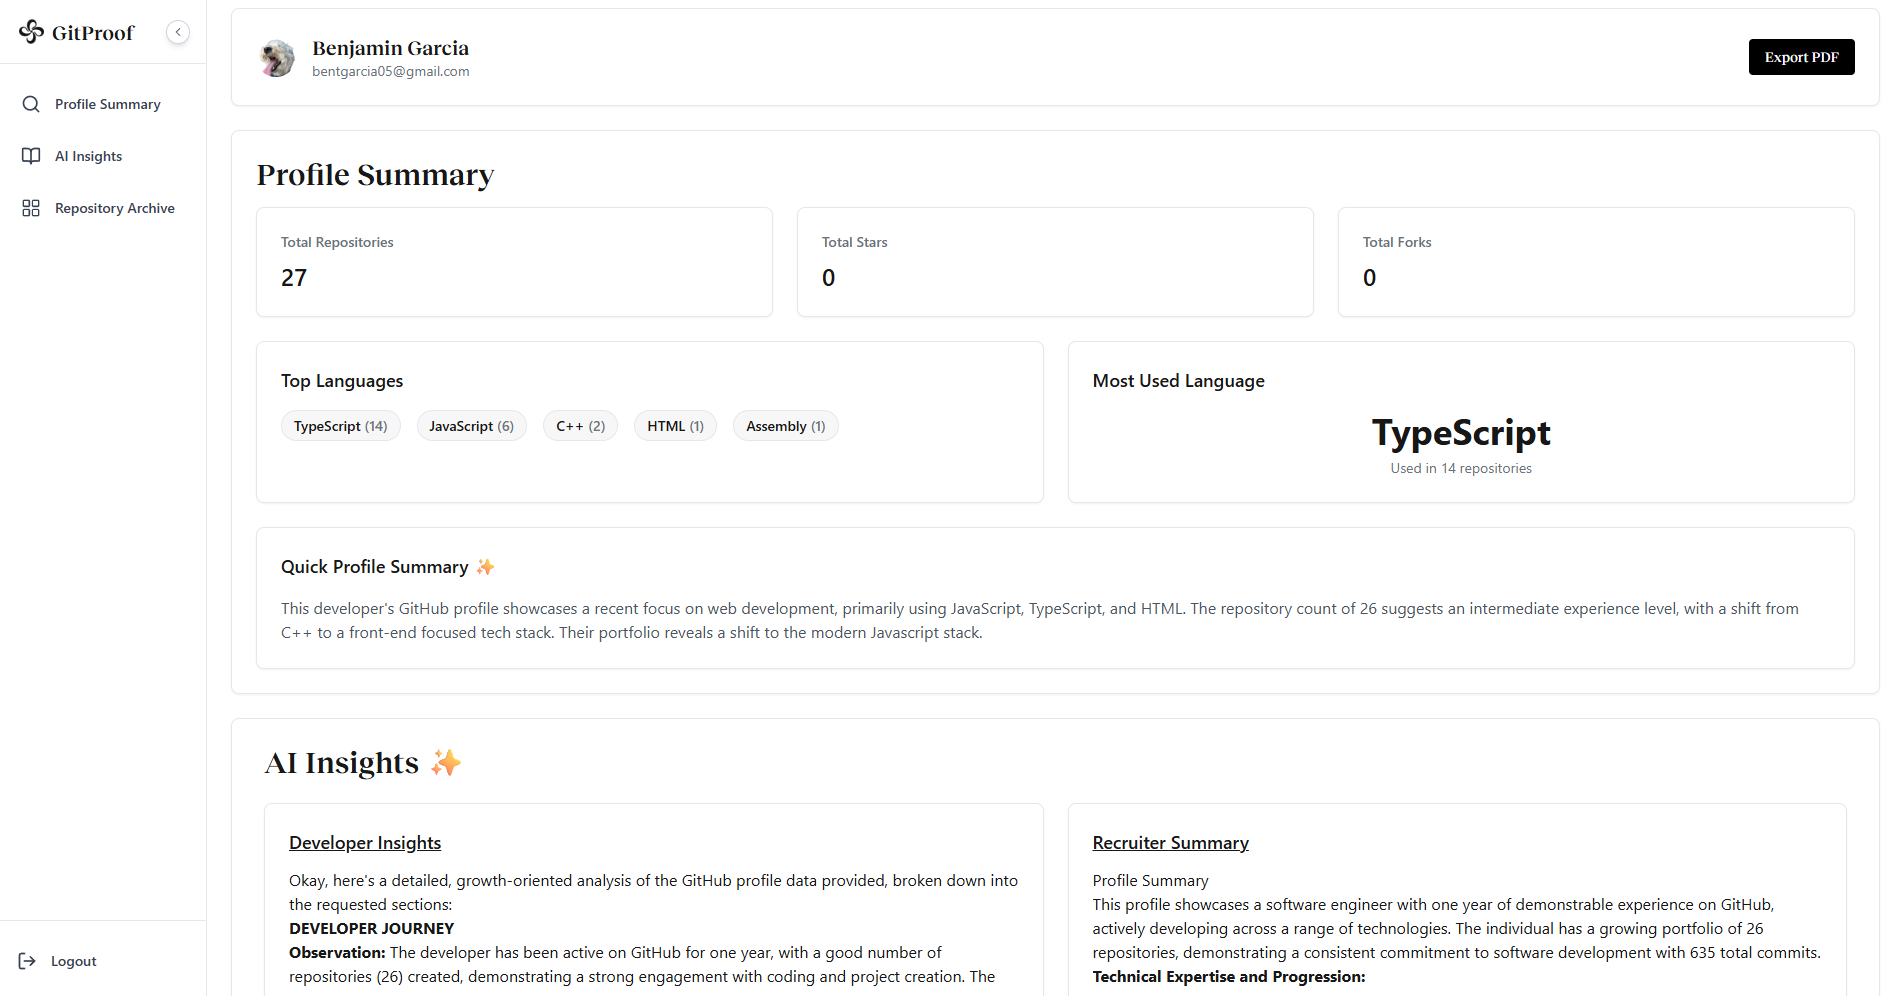 GitProof
Profile Summary
AI Insights
Repository Archive
Logout
Benjamin Garcia
bentgarcia05@gmail.com
Export PDF
Profile Summary
Total Repositories
27
Total Stars
0
Total Forks
0
Top Languages
TypeScript (14)
JavaScript (6)
C++ (2)
HTML (1)
Assembly (1)
Most Used Language
TypeScript
Used in 14 repositories
Quick Profile Summary ✨
This developer's GitHub profile showcases a recent focus on web development, primarily using JavaScript, TypeScript, and HTML. The repository count of 26 suggests an intermediate experience level, with a shift from
C++ to a front-end focused tech stack. Their portfolio reveals a shift to the modern Javascript stack.
AI Insights ✨
Developer Insights
Okay, here's a detailed, growth-oriented analysis of the GitHub profile data provided, broken down into
the requested sections:
DEVELOPER JOURNEY
Observation: The developer has been active on GitHub for one year, with a good number of
repositories (26) created, demonstrating a strong engagement with coding and project creation. The
Recruiter Summary
Profile Summary
This profile showcases a software engineer with one year of demonstrable experience on GitHub,
actively developing across a range of technologies. The individual has a growing portfolio of 26
repositories, demonstrating a consistent commitment to software development with 635 total commits.
Technical Expertise and Progression: